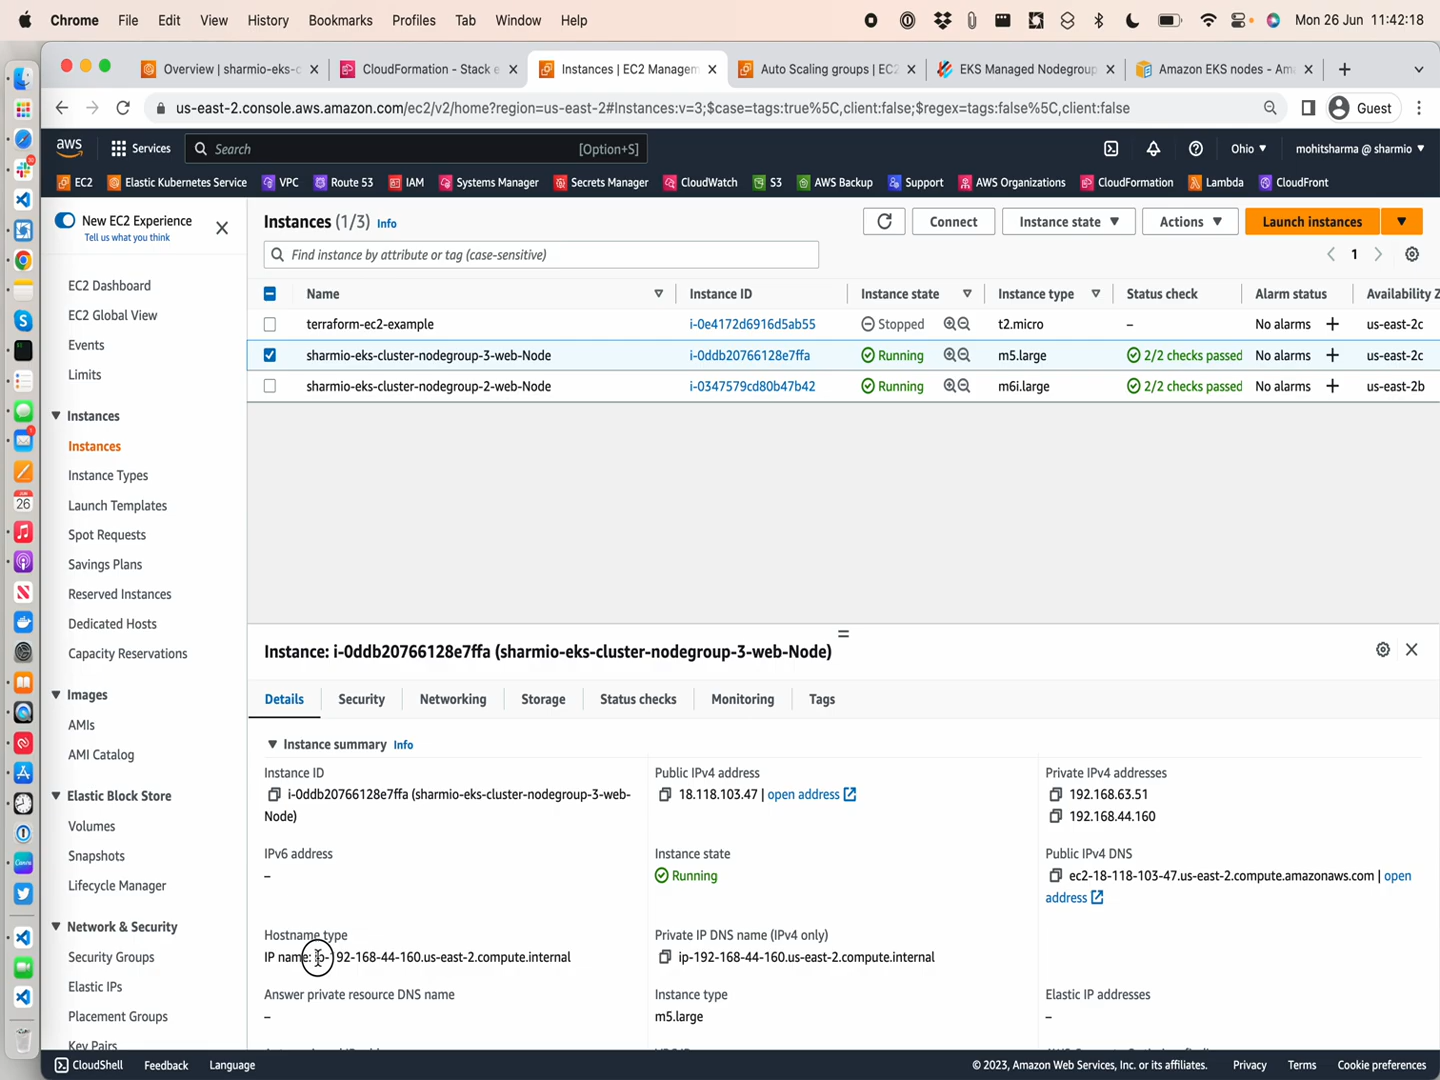 Chrome File Edit View History Bookmarks Profiles Tab Window Help Mon 26 Jun 11:42:18
Overview | sharmio-eks-c
CloudFormation - Stack e
Instances | EC2 Managem
Auto Scaling groups | EC2
EKS Managed Nodegroup
Amazon EKS nodes - Am
us-east-2.console.aws.amazon.com/ec2/v2/home?region=us-east-2#Instances:v=3;$case=tags:true%5C,client:false;$regex=tags:false%5C,client:false
Guest
aws Services Search [Option+S] Ohio ▼ mohitsharma @ sharmio ▼
EC2 Elastic Kubernetes Service VPC Route 53 IAM Systems Manager Secrets Manager CloudWatch S3 AWS Backup Support AWS Organizations CloudFormation Lambda CloudFront
New EC2 Experience
Tell us what you think
EC2 Dashboard
EC2 Global View
Events
Limits
Instances
Instances
Instance Types
Launch Templates
Spot Requests
Savings Plans
Reserved Instances
Dedicated Hosts
Capacity Reservations
Images
AMIs
AMI Catalog
Elastic Block Store
Volumes
Snapshots
Lifecycle Manager
Network & Security
Security Groups
Elastic IPs
Placement Groups
Key Pairs
Instances (1/3) Info
Connect Instance state Actions Launch instances
Find instance by attribute or tag (case-sensitive)
1
Name Instance ID Instance state Instance type Status check Alarm status Availability Z
terraform-ec2-example i-0e4172d6916d5ab55 Stopped t2.micro – No alarms + us-east-2c
sharmio-eks-cluster-nodegroup-3-web-Node i-0ddb20766128e7ffa Running m5.large 2/2 checks passed No alarms + us-east-2c
sharmio-eks-cluster-nodegroup-2-web-Node i-0347579cd80b47b42 Running m6i.large 2/2 checks passed No alarms + us-east-2b
Instance: i-0ddb20766128e7ffa (sharmio-eks-cluster-nodegroup-3-web-Node)
Details Security Networking Storage Status checks Monitoring Tags
Instance summary Info
Instance ID
i-0ddb20766128e7ffa (sharmio-eks-cluster-nodegroup-3-web-
Node)
Public IPv4 address
18.118.103.47 | open address
Private IPv4 addresses
192.168.63.51
192.168.44.160
IPv6 address
–
Instance state
Running
Public IPv4 DNS
ec2-18-118-103-47.us-east-2.compute.amazonaws.com | open
address
Hostname type
IP name: ip-192-168-44-160.us-east-2.compute.internal
Private IP DNS name (IPv4 only)
ip-192-168-44-160.us-east-2.compute.internal
Answer private resource DNS name
–
Instance type
m5.large
Elastic IP addresses
–
CloudShell Feedback Language © 2023, Amazon Web Services, Inc. or its affiliates. Privacy Terms Cookie preferences